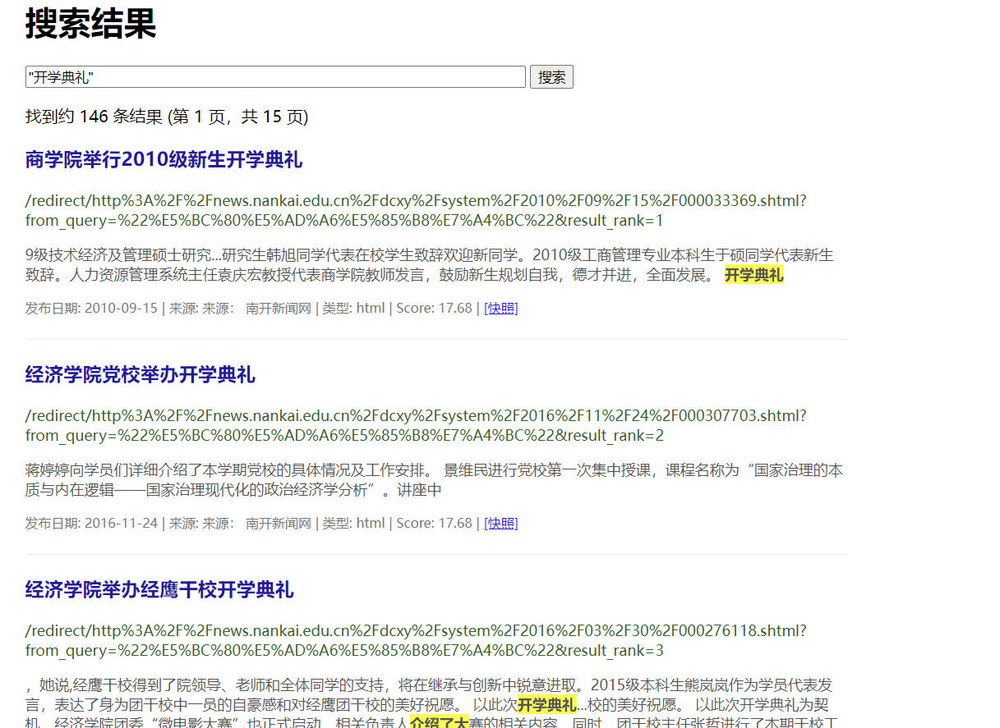 搜索结果
"开学典礼" 搜索
找到约 146 条结果 (第 1 页，共 15 页)
商学院举行2010级新生开学典礼
/redirect/http%3A%2F%2Fnews.nankai.edu.cn%2Fdcxy%2Fsystem%2F2010%2F09%2F15%2F000033369.shtml?
from_query=%22%E5%BC%80%E5%AD%A6%E5%85%B8%E7%A4%BC%22&result_rank=1
9级技术经济及管理硕士研究...研究生韩旭同学代表在校学生致辞欢迎新同学。2010级工商管理专业本科生于硕同学代表新生
致辞。人力资源管理系统主任袁庆宏教授代表商学院教师发言，鼓励新生规划自我，德才并进，全面发展。 开学典礼
发布日期: 2010-09-15 | 来源: 来源： 南开新闻网 | 类型: html | Score: 17.68 | [快照]
经济学院党校举办开学典礼
/redirect/http%3A%2F%2Fnews.nankai.edu.cn%2Fdcxy%2Fsystem%2F2016%2F11%2F24%2F000307703.shtml?
from_query=%22%E5%BC%80%E5%AD%A6%E5%85%B8%E7%A4%BC%22&result_rank=2
蒋婷婷向学员们详细介绍了本学期党校的具体情况及工作安排。 景维民进行党校第一次集中授课，课程名称为“国家治理的本
质与内在逻辑——国家治理现代化的政治经济学分析”。讲座中
发布日期: 2016-11-24 | 来源: 来源： 南开新闻网 | 类型: html | Score: 17.68 | [快照]
经济学院举办经鹰干校开学典礼
/redirect/http%3A%2F%2Fnews.nankai.edu.cn%2Fdcxy%2Fsystem%2F2016%2F03%2F30%2F000276118.shtml?
from_query=%22%E5%BC%80%E5%AD%A6%E5%85%B8%E7%A4%BC%22&result_rank=3
，她说,经鹰干校得到了院领导、老师和全体同学的支持，将在继承与创新中锐意进取。2015级本科生熊岚岚作为学员代表发
言，表达了身为团干校中一员的自豪感和对经鹰团干校的美好祝愿。 以此次开学典礼...校的美好祝愿。 以此次开学典礼为契
机，经济学院团委“微电影大赛”也正式启动，相关负责人介绍了大赛的相关内容。同时，团干校主任张哲进行了本期干校工